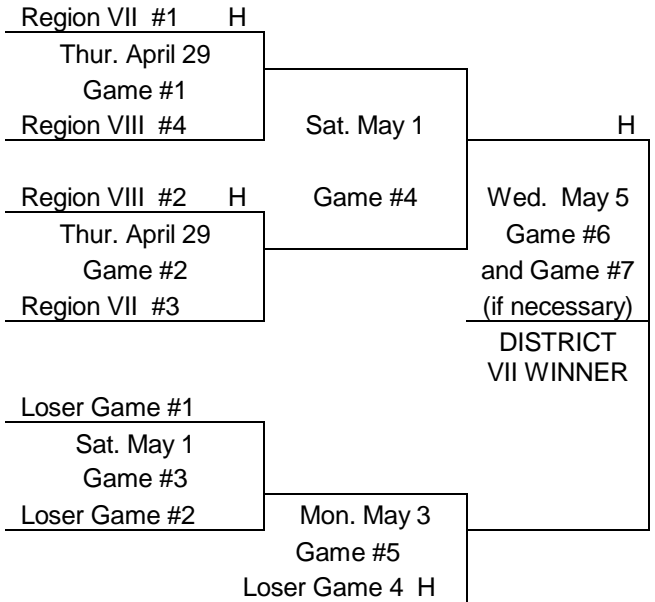 Region VII #1 H
Thur. April 29
Game #1
Region VIII #4
Sat. May 1
H
Region VIII #2 H
Game #4
Wed. May 5
Thur. April 29
Game #6
Game #2
and Game #7
Region VII #3
(if necessary)
DISTRICT
VII WINNER
Loser Game #1
Sat. May 1
Game #3
Loser Game #2
Mon. May 3
Game #5
Loser Game 4 H